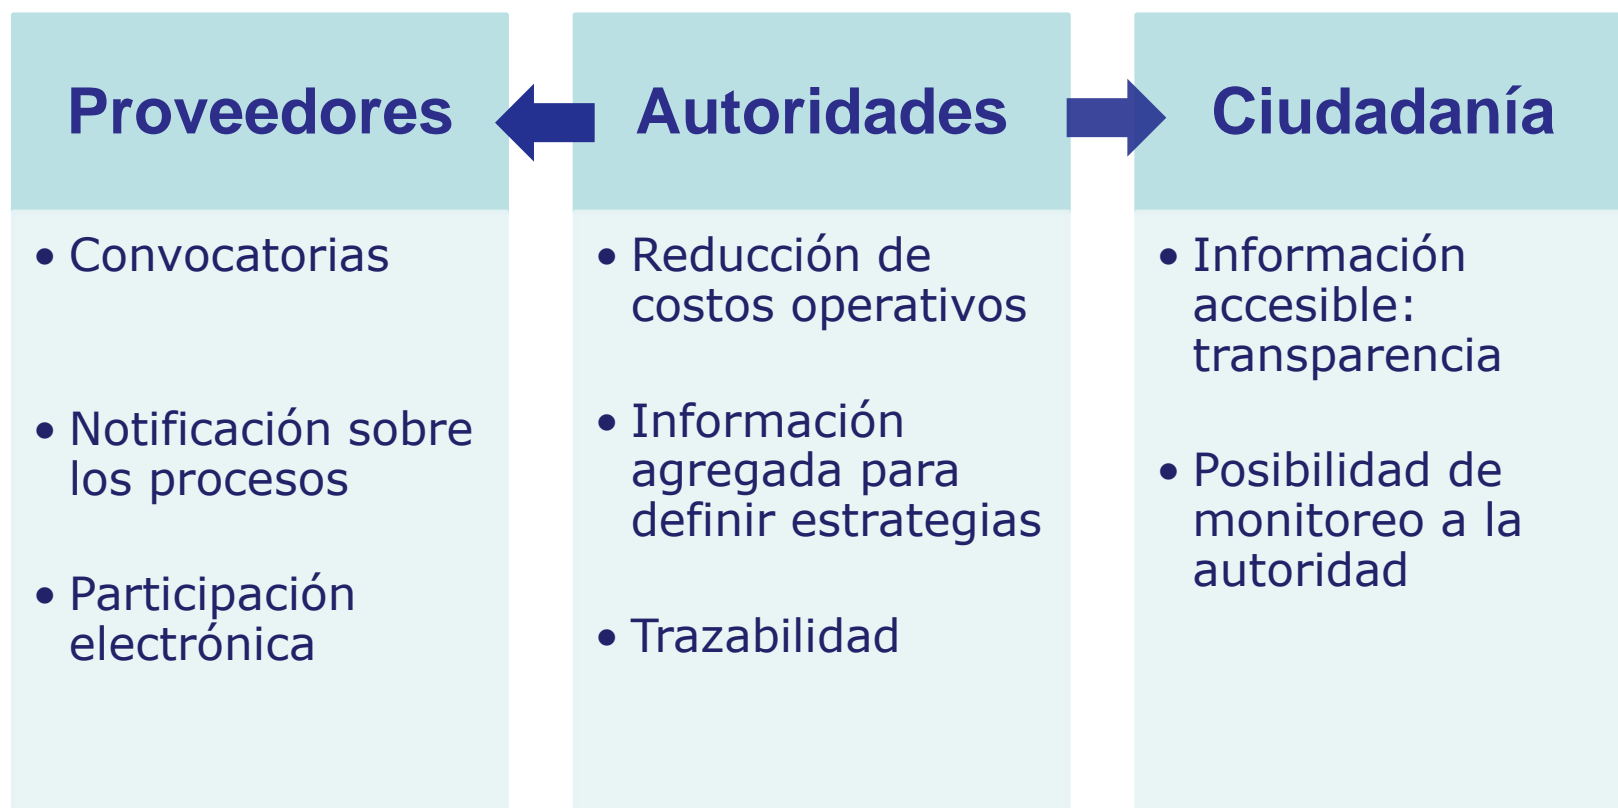 Proveedores
• Convocatorias
• Notificación sobre
los procesos
• Participación
electrónica
Autoridades
• Reducción de
costos operativos
• Información
agregada para
definir estrategias
• Trazabilidad
Ciudadanía
• Información
accesible:
transparencia
• Posibilidad de
monitoreo a la
autoridad